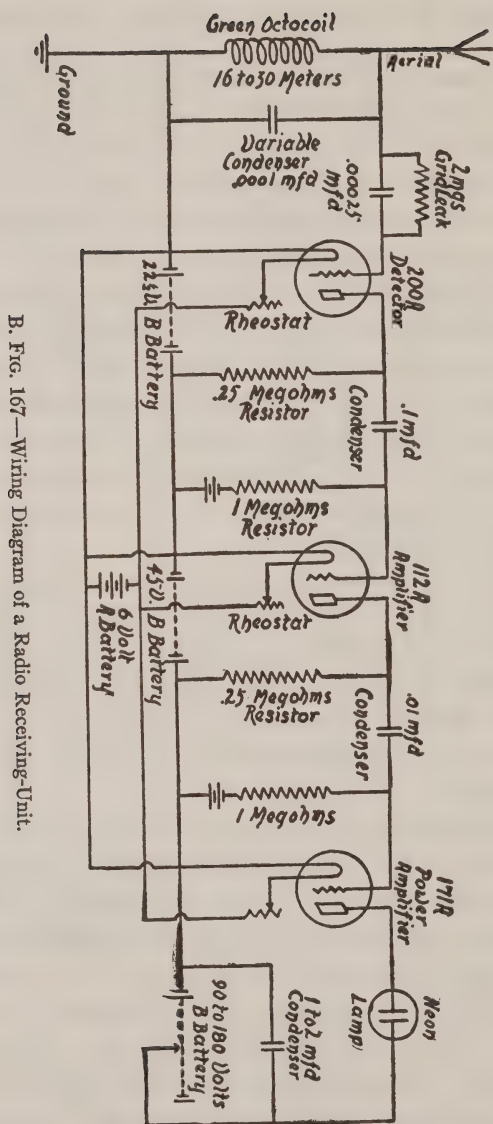 Aerial
Green Octocoil
16 to 30 Meters
Ground
Variable
Condenser
.0001 mfd
2 mgs
Grid Leak
.00025
mfd
200A
Detector
Rheostat
22½ V. B Battery
.25 Megohms
Resistor
.1 mfd
Condenser
1 Megohms
Resistor
112A
Amplifier
Rheostat
45 V. B Battery
6 Volt
A Battery
.25 Megohms
Resistor
.01 mfd
Condenser
1 Megohms
171A
Power
Amplifier
Neon
Lamp
1 to 2 mfd
Condenser
90 to 180 Volts
B Battery
B. Fig. 167—Wiring Diagram of a Radio Receiving-Unit.